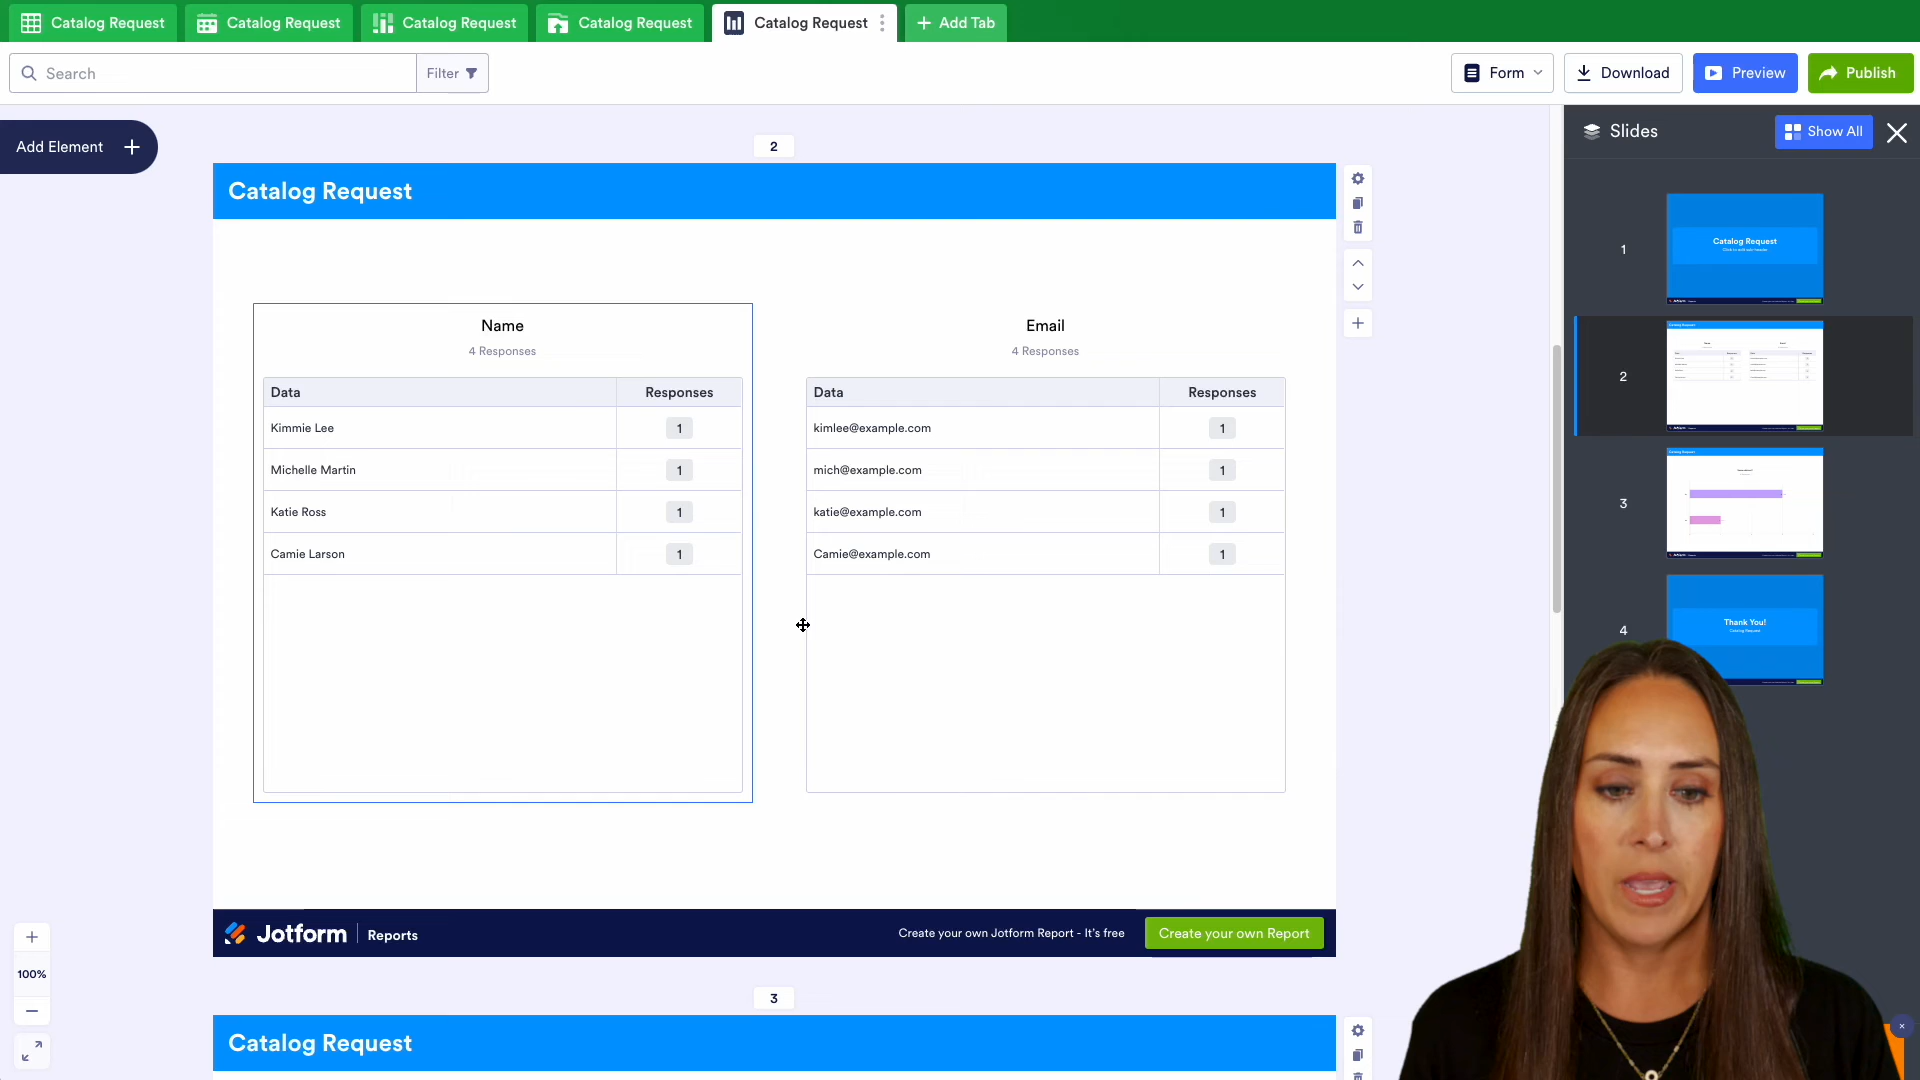 Catalog Request
Catalog Request
Catalog Request
Catalog Request
Catalog Request
Add Tab
Search
Filter
Form
Download
Preview
Publish
Add Element
2
Slides
Show All
Catalog Request
Name
4 Responses
Data Responses
Kimmie Lee 1
Michelle Martin 1
Katie Ross 1
Camie Larson 1
Email
4 Responses
Data Responses
kimlee@example.com 1
mich@example.com 1
katie@example.com 1
Camie@example.com 1
Jotform Reports
Create your own Jotform Report - It's free
Create your own Report
100%
3
Catalog Request
1
Catalog Request
2
3
4
Thank You!
Catalog Request